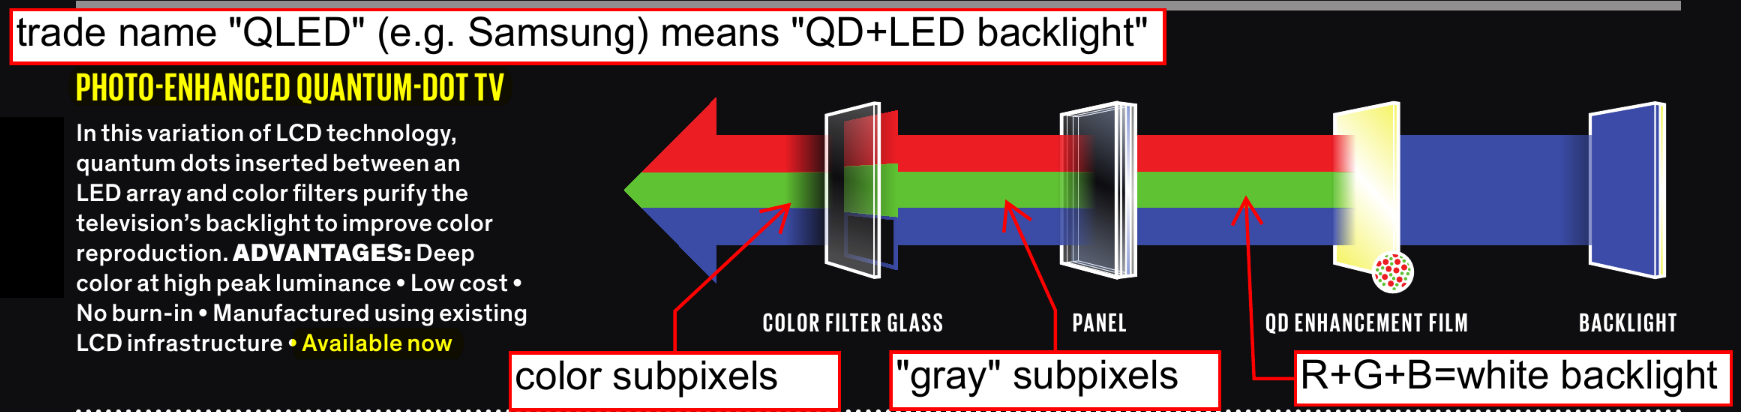 trade name "QLED" (e.g. Samsung) means "QD+LED backlight"
PHOTO-ENHANCED QUANTUM-DOT TV
In this variation of LCD technology,
quantum dots inserted between an
LED array and color filters purify the
television's backlight to improve color
reproduction. ADVANTAGES: Deep
color at high peak luminance • Low cost •
No burn-in • Manufactured using existing
LCD infrastructure • Available now
COLOR FILTER GLASS
PANEL
QD ENHANCEMENT FILM
BACKLIGHT
color subpixels
"gray" subpixels
R+G+B=white backlight